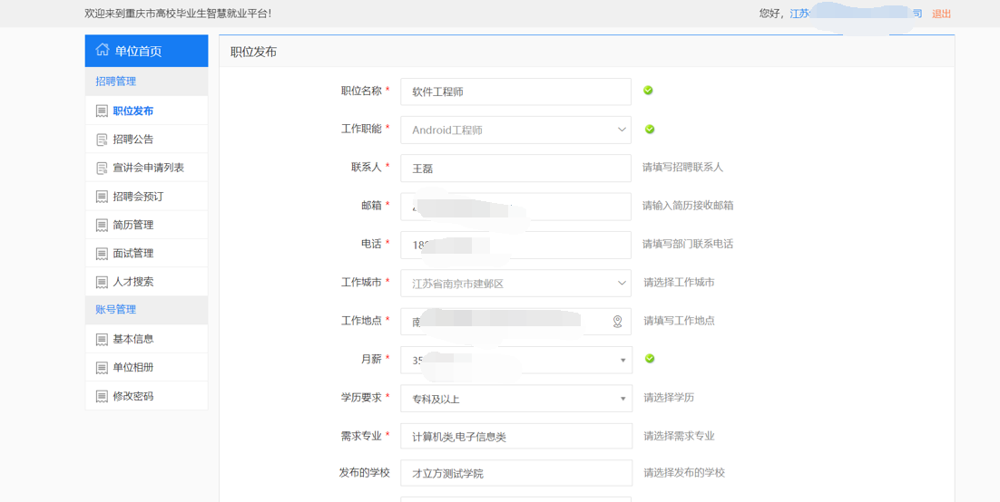 欢迎来到重庆市高校毕业生智慧就业平台！
您好，江苏 司 退出
单位首页
招聘管理
职位发布
招聘公告
宣讲会申请列表
招聘会预订
简历管理
面试管理
人才搜索
账号管理
基本信息
单位相册
修改密码
职位发布
职位名称 * 软件工程师
工作职能 * Android工程师
联系人 * 王磊 请填写招聘联系人
邮箱 * 请输入简历接收邮箱
电话 * 18 请填写部门联系电话
工作城市 * 江苏省南京市建邺区 请选择工作城市
工作地点 * 南 请填写工作地点
月薪 * 35
学历要求 * 专科及以上 请选择学历
需求专业 * 计算机类,电子信息类 请选择需求专业
发布的学校 才立方测试学院 请选择发布的学校